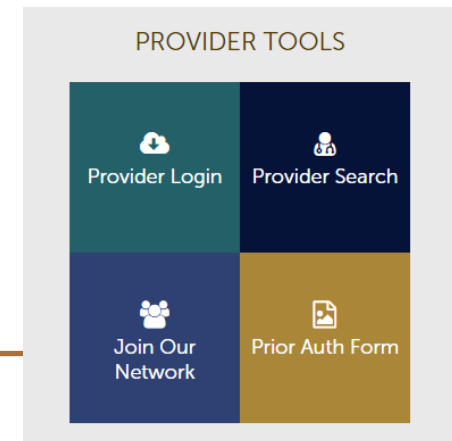 PROVIDER TOOLS
Provider Login
Provider Search
Join Our
Network
Prior Auth Form